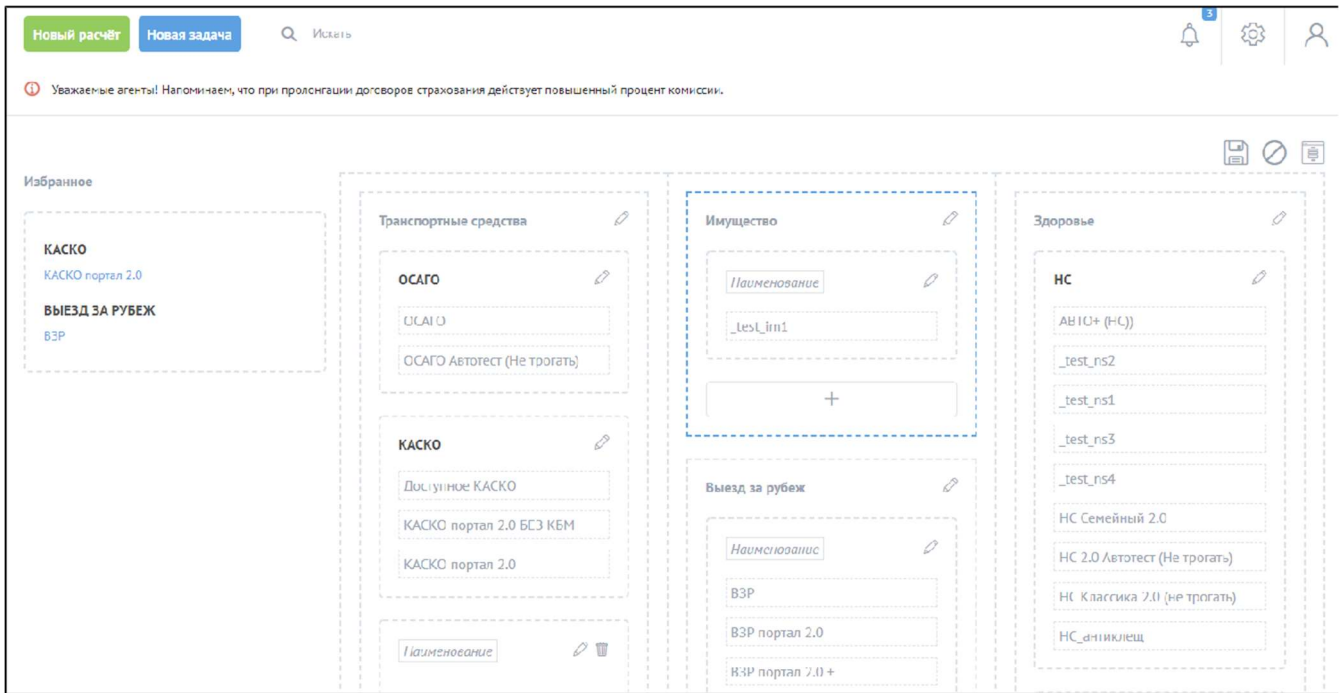 Новый расчёт
Новая задача
Искать
3
Уважаемые агенты! Напоминаем, что при пролонгации договоров страхования действует повышенный процент комиссии.
Избранное
КАСКО
КАСКО портал 2.0
ВЫЕЗД ЗА РУБЕЖ
ВЗР
Транспортные средства
ОСАГО
ОСАГО
ОСАГО Автотест (Не трогать)
КАСКО
Доступное КАСКО
КАСКО портал 2.0 БЕЗ КБМ
КАСКО портал 2.0
Наименование
Имущество
Наименование
_test_im1
+
Выезд за рубеж
Наименование
ВЗР
ВЗР портал 2.0
ВЗР портал 2.0 +
Здоровье
НС
АВТО+ (НС))
_test_ns2
_test_ns1
_test_ns3
_test_ns4
НС Семейный 2.0
НС 2.0 Автотест (Не трогать)
НС Классика 2.0 (не трогать)
НС_антиклещ